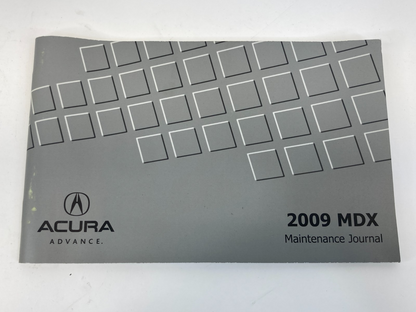 ACURA
ADVANCE.
2009 MDX
Maintenance Journal